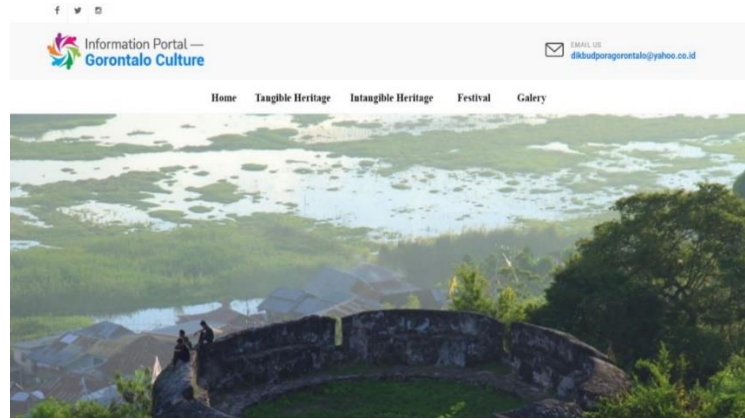 Information Portal —
Gorontalo Culture
EMAIL US
dikbudporagorontalo@yahoo.co.id
Home Tangible Heritage Intangible Heritage Festival Galery